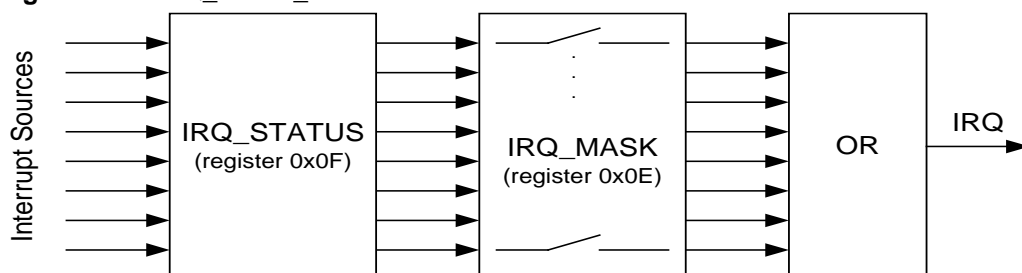 Interrupt Sources
IRQ_STATUS
(register 0x0F)
IRQ_MASK
(register 0x0E)
OR
IRQ